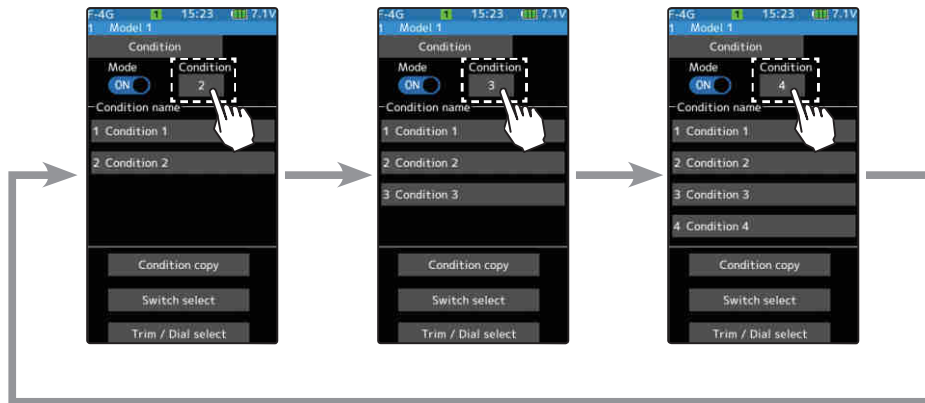 F-4G 1 15:23 7.1V
1 Model 1
Condition
Mode Condition
ON 2
Condition name
1 Condition 1
2 Condition 2
Condition copy
Switch select
Trim / Dial select
F-4G 1 15:23 7.1V
1 Model 1
Condition
Mode Condition
ON 3
Condition name
1 Condition 1
2 Condition 2
3 Condition 3
Condition copy
Switch select
Trim / Dial select
F-4G 1 15:23 7.1V
1 Model 1
Condition
Mode Condition
ON 4
Condition name
1 Condition 1
2 Condition 2
3 Condition 3
4 Condition 4
Condition copy
Switch select
Trim / Dial select